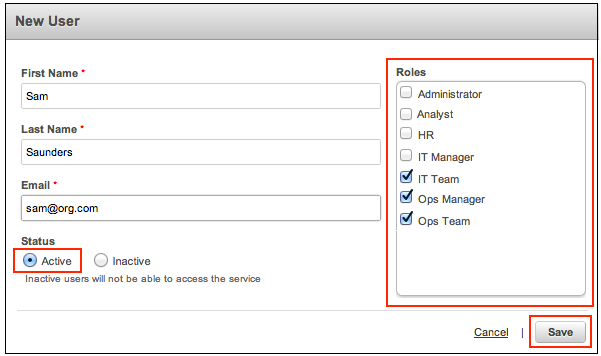 New User
First Name *
Sam
Last Name *
Saunders
Email *
sam@org.com
Status
Active Inactive
Inactive users will not be able to access the service
Roles
Administrator
Analyst
HR
IT Manager
IT Team
Ops Manager
Ops Team
Cancel | Save